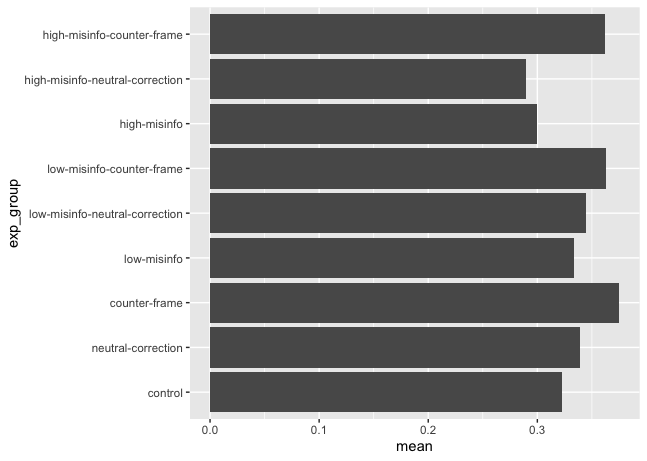 high-misinfo-counter-frame
high-misinfo-neutral-correction
high-misinfo
low-misinfo-counter-frame
low-misinfo-neutral-correction
low-misinfo
counter-frame
neutral-correction
control
exp_group
0.0 0.1 0.2 0.3
mean